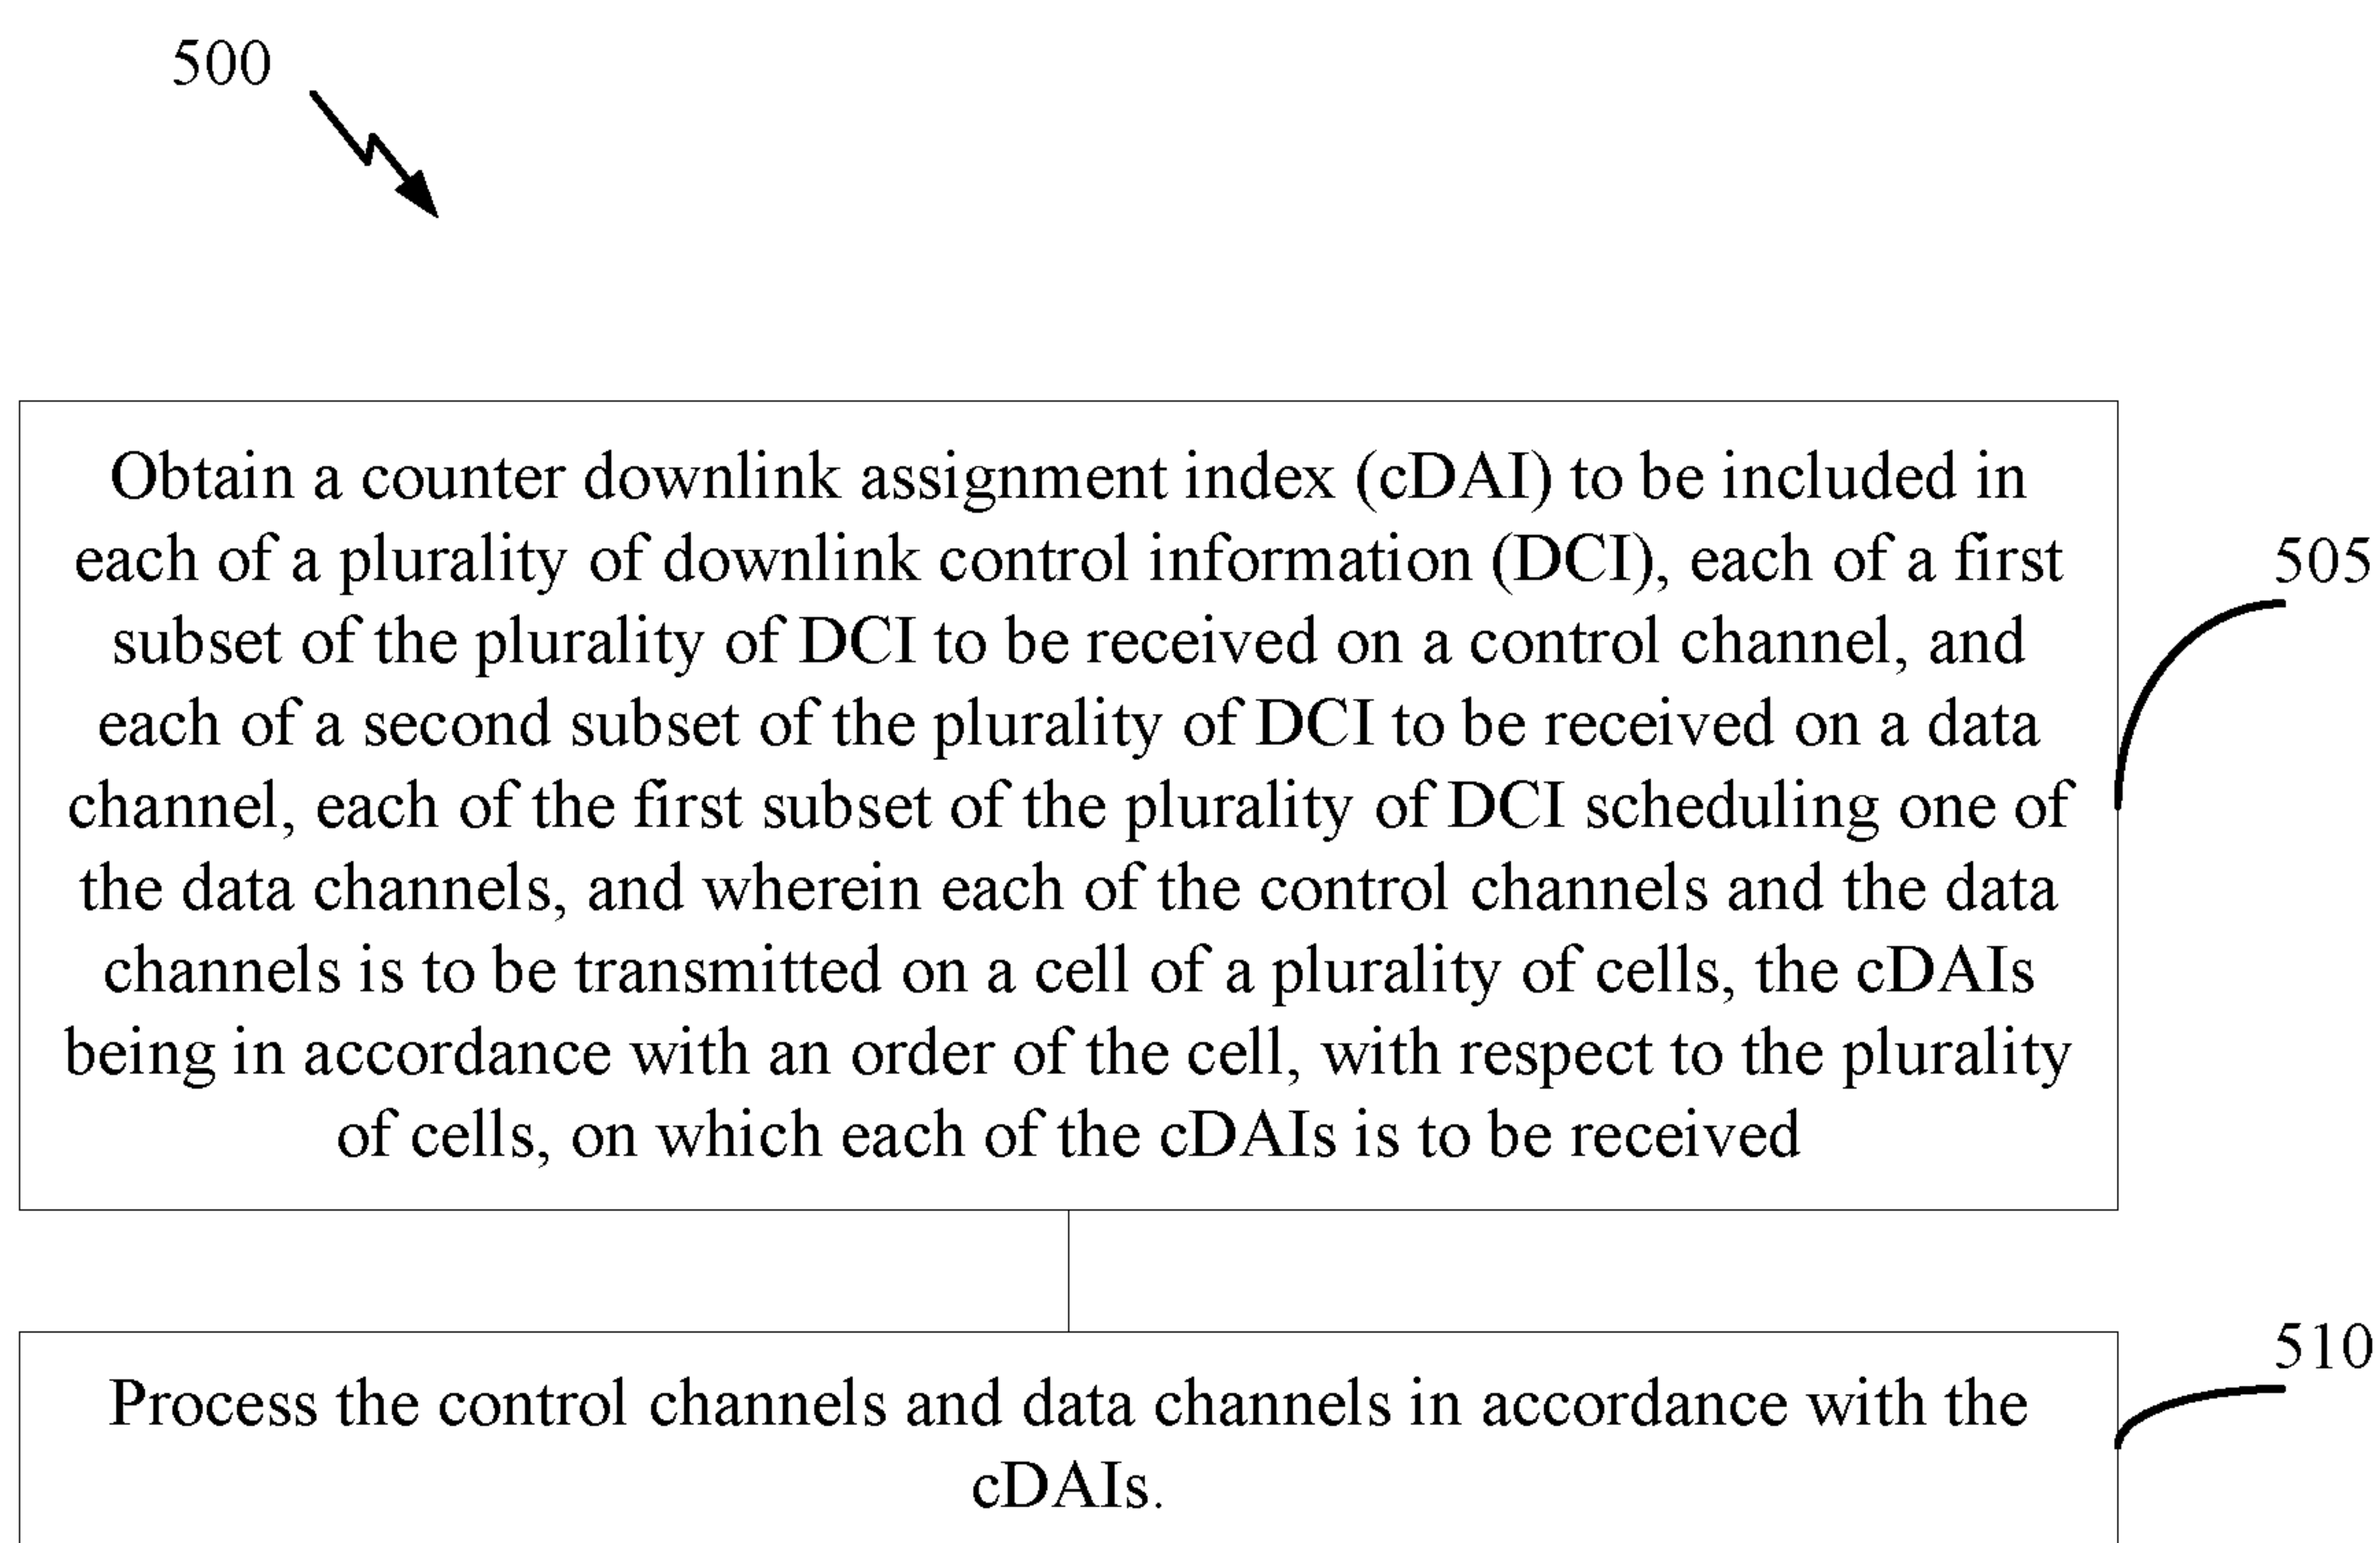 500
Obtain a counter downlink assignment index (cDAI) to be included in
each of a plurality of downlink control information (DCI), each of a first
subset of the plurality of DCI to be received on a control channel, and
each of a second subset of the plurality of DCI to be received on a data
channel, each of the first subset of the plurality of DCI scheduling one of
the data channels, and wherein each of the control channels and the data
channels is to be transmitted on a cell of a plurality of cells, the cDAIs
being in accordance with an order of the cell, with respect to the plurality
of cells, on which each of the cDAIs is to be received
505
Process the control channels and data channels in accordance with the
cDAIs.
510